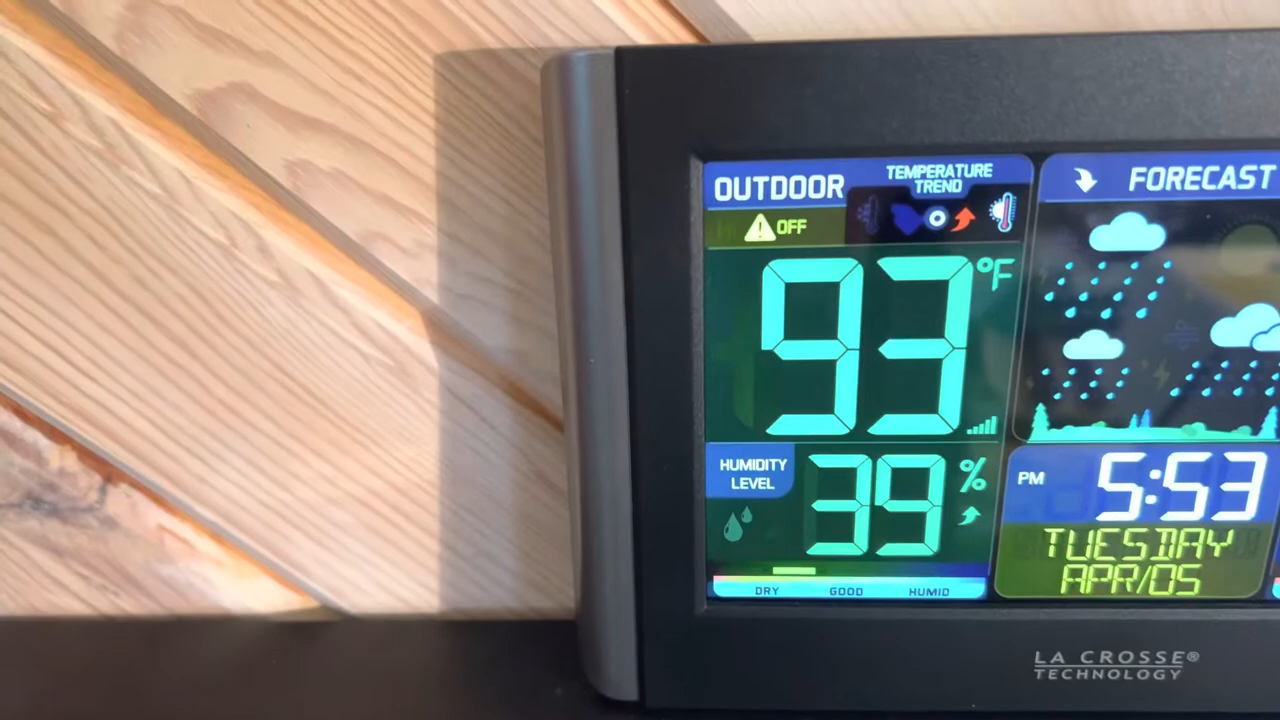 OUTDOOR
TEMPERATURE
TREND
OFF
93 °F
HUMIDITY
LEVEL
39 %
DRY GOOD HUMID
FORECAST
PM 5:53
TUESDAY
APR/05
LA CROSSE®
TECHNOLOGY